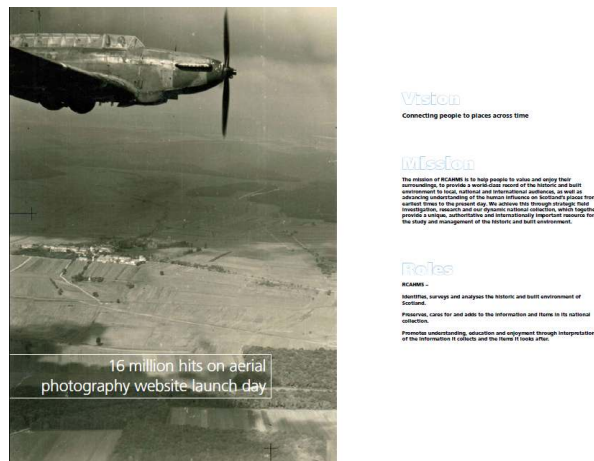 16 million hits on aerial
photography website launch day
Vision
Connecting people to places across time
Mission
The mission of RCAHMS is to help people to value and enjoy their
surroundings, to provide a world-class record of the historic and built
environment to local, national and international audiences, as well as
advancing understanding of the human influence on Scotland's places from
earliest times to the present day. We achieve this through strategic field
investigation, research and our dynamic national collection, which together
provide a unique, authoritative and internationally important resource for
the study and management of the historic and built environment.
Roles
RCAHMS –
Identifies, surveys and analyses the historic and built environment of
Scotland.
Preserves, cares for and adds to the information and items in its national
collection.
Promotes understanding, education and enjoyment through interpretation
of the information it collects and the items it looks after.